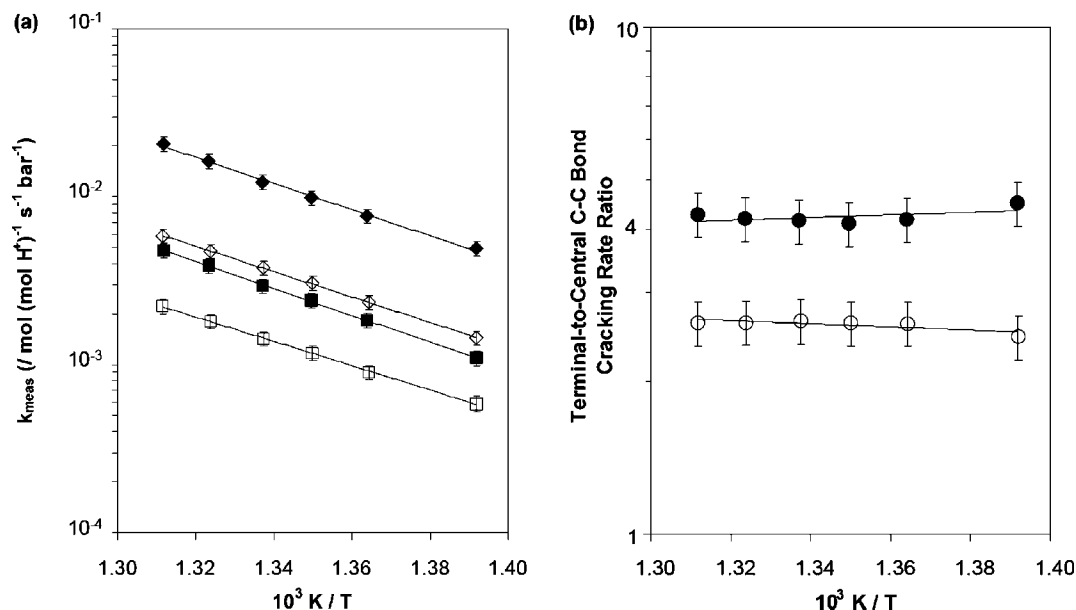 (a)
10⁻¹
10⁻²
10⁻³
10⁻⁴
k_meas (/ mol (mol H⁺)⁻¹ s⁻¹ bar⁻¹)
1.30 1.32 1.34 1.36 1.38 1.40
10³ K / T
(b)
10
4
1
Terminal-to-Central C-C Bond
Cracking Rate Ratio
1.30 1.32 1.34 1.36 1.38 1.40
10³ K / T